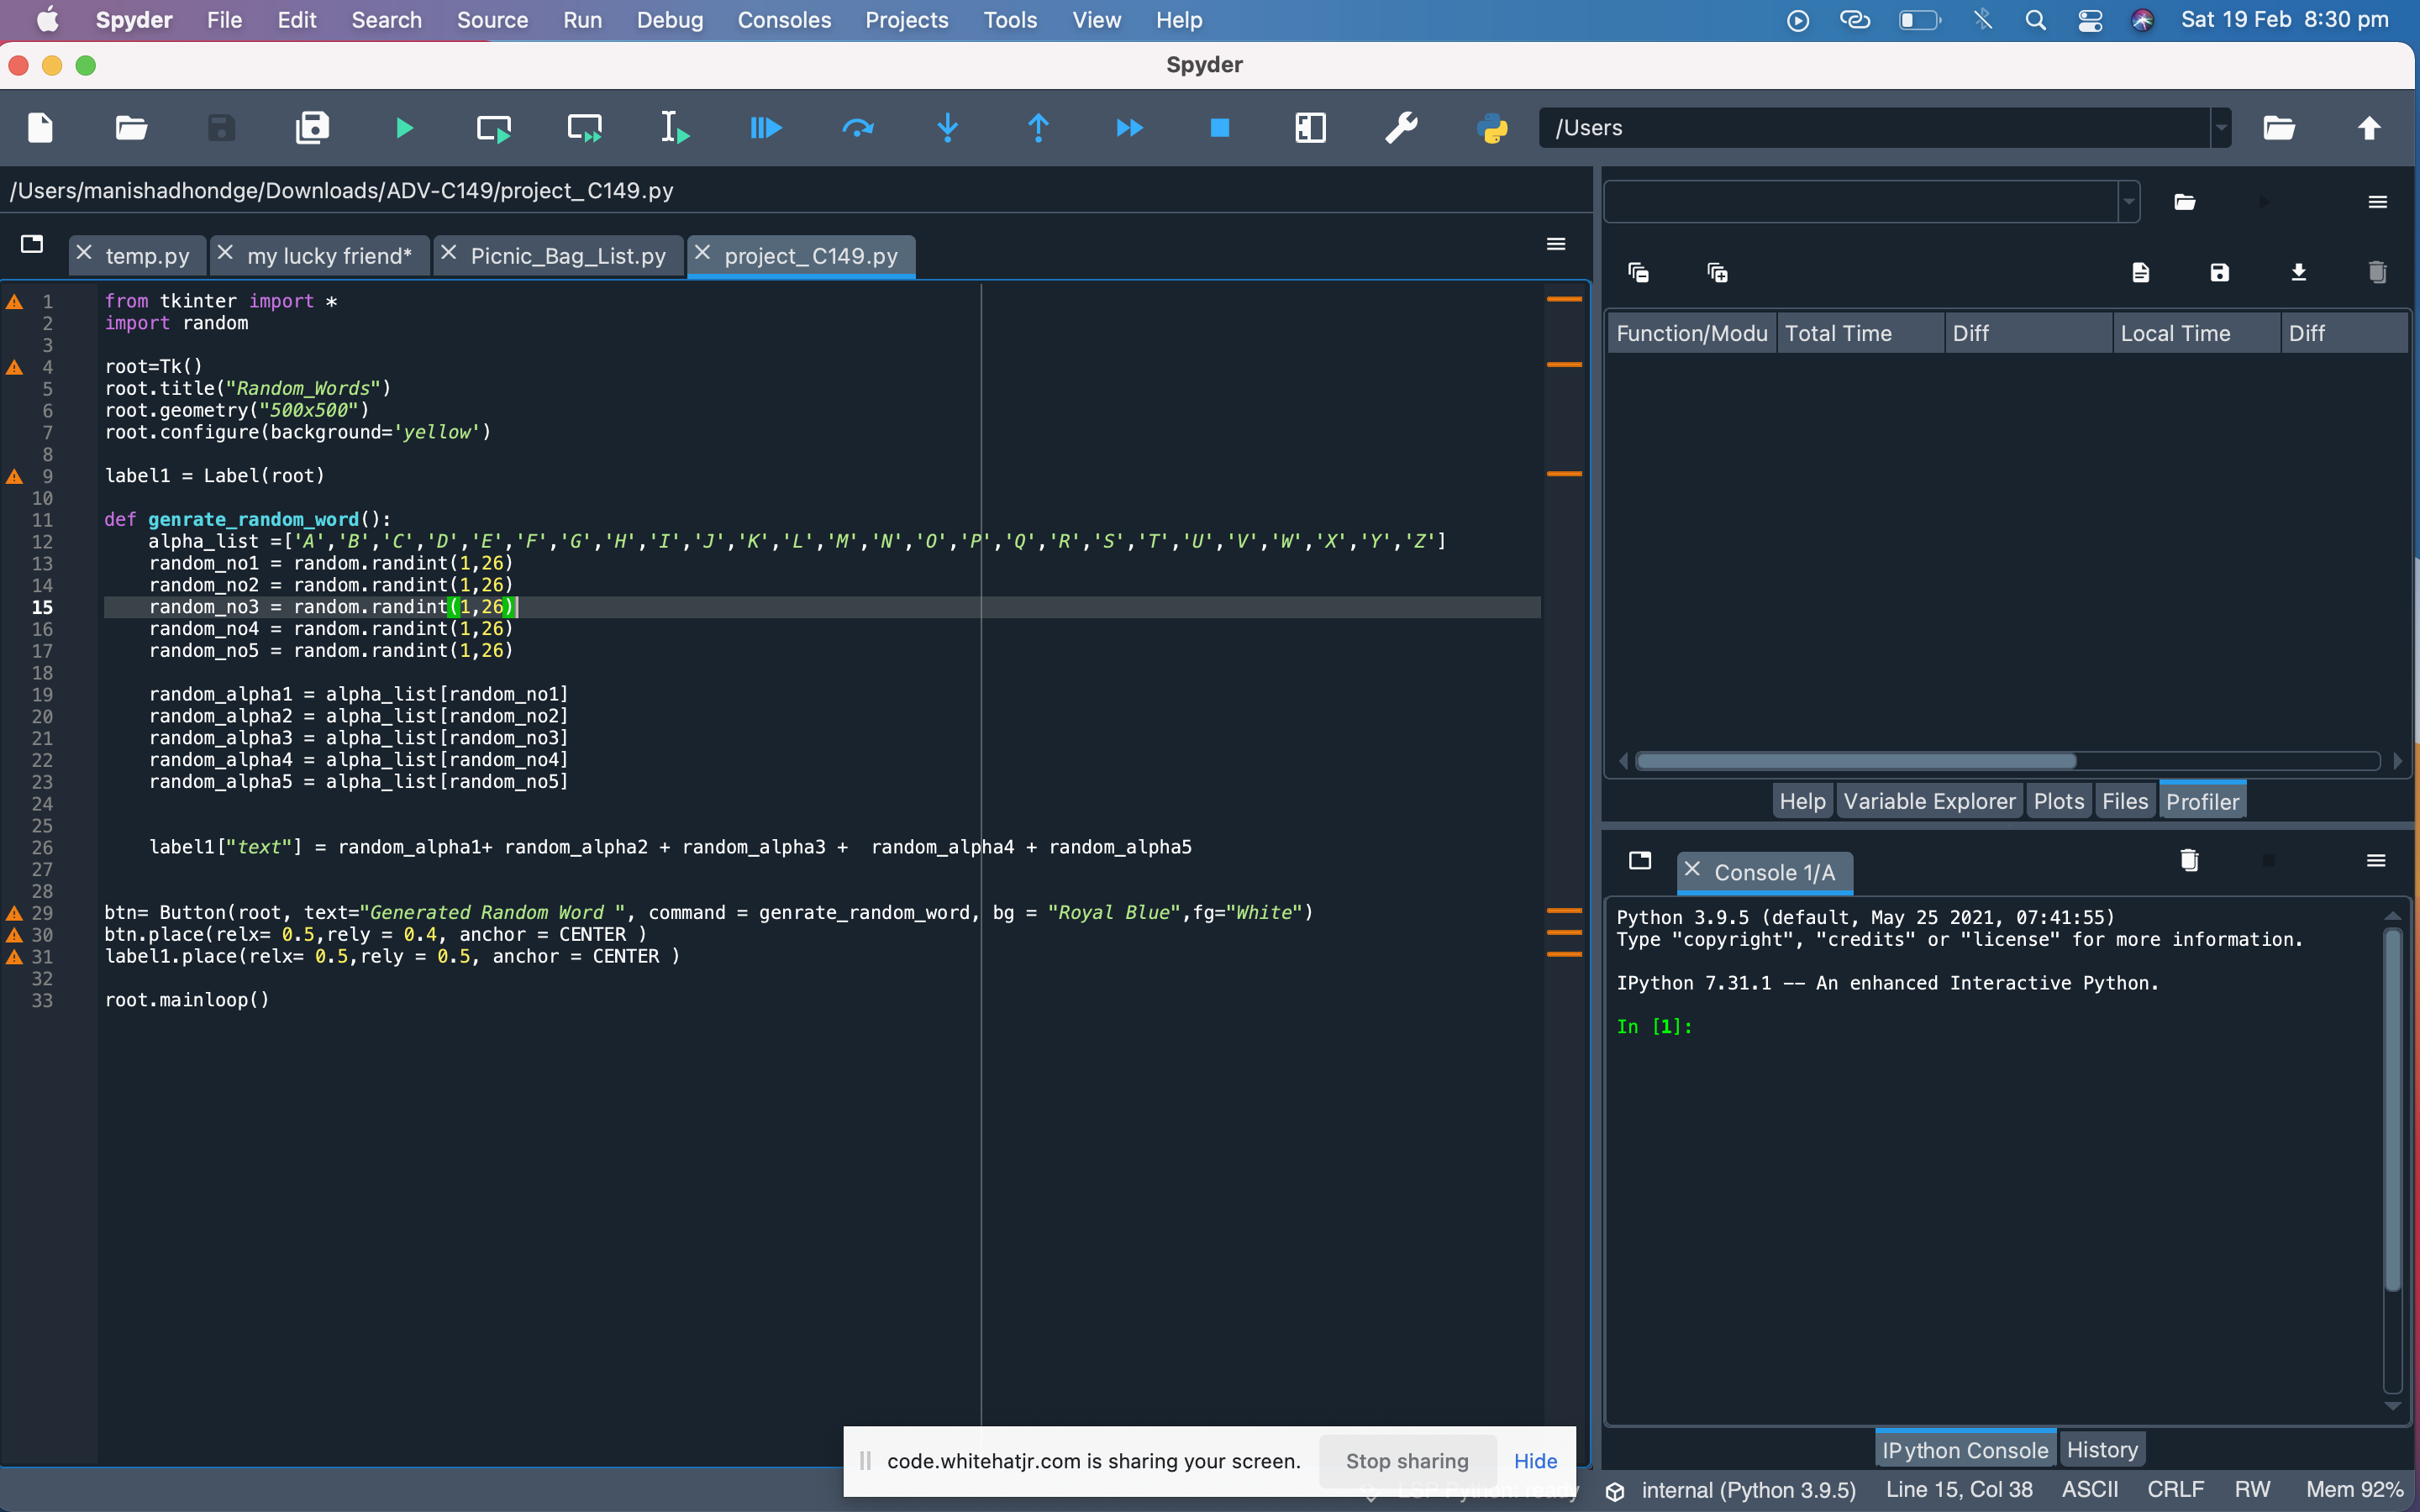 Spyder File Edit Search Source Run Debug Consoles Projects Tools View Help Sat 19 Feb 8:30 pm
Spyder
/Users
/Users/manishadhondge/Downloads/ADV-C149/project_C149.py
temp.py my lucky friend* Picnic_Bag_List.py project_C149.py
1 from tkinter import *
2 import random
3
4 root=Tk()
5 root.title("Random_Words")
6 root.geometry("500x500")
7 root.configure(background='yellow')
8
9 label1 = Label(root)
10
11 def genrate_random_word():
12     alpha_list =['A','B','C','D','E','F','G','H','I','J','K','L','M','N','O','P','Q','R','S','T','U','V','W','X','Y','Z']
13     random_no1 = random.randint(1,26)
14     random_no2 = random.randint(1,26)
15     random_no3 = random.randint(1,26)
16     random_no4 = random.randint(1,26)
17     random_no5 = random.randint(1,26)
18
19     random_alpha1 = alpha_list[random_no1]
20     random_alpha2 = alpha_list[random_no2]
21     random_alpha3 = alpha_list[random_no3]
22     random_alpha4 = alpha_list[random_no4]
23     random_alpha5 = alpha_list[random_no5]
24
25
26     label1["text"] = random_alpha1+ random_alpha2 + random_alpha3 +  random_alpha4 + random_alpha5
27
28
29 btn= Button(root, text="Generated Random Word ", command = genrate_random_word, bg = "Royal Blue",fg="White")
30 btn.place(relx= 0.5,rely = 0.4, anchor = CENTER )
31 label1.place(relx= 0.5,rely = 0.5, anchor = CENTER )
32
33 root.mainloop()
Function/Modu Total Time Diff Local Time Diff
Help Variable Explorer Plots Files Profiler
Console 1/A
Python 3.9.5 (default, May 25 2021, 07:41:55)
Type "copyright", "credits" or "license" for more information.
IPython 7.31.1 -- An enhanced Interactive Python.
In [1]:
IPython Console History
code.whitehatjr.com is sharing your screen. Stop sharing Hide
LSP Python: ready internal (Python 3.9.5) Line 15, Col 38 ASCII CRLF RW Mem 92%